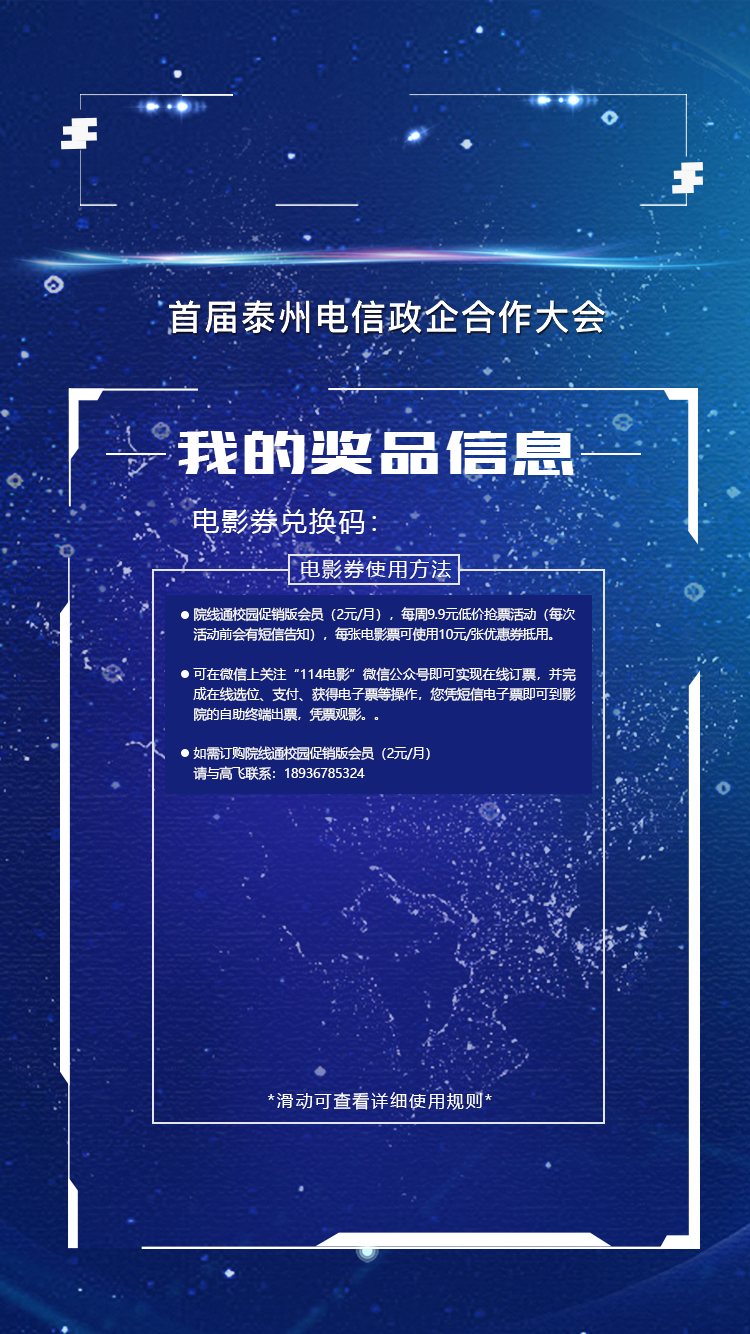 首届泰州电信政企合作大会
我的奖品信息
电影券兑换码：
电影券使用方法
● 院线通校园促销版会员（2元/月），每周9.9元低价抢票活动（每次
活动前会有短信告知），每张电影票可使用10元/张优惠券抵用。
● 可在微信上关注“114电影”微信公众号即可实现在线订票，并完
成在线选位、支付、获得电子票等操作，您凭短信电子票即可到影
院的自助终端出票，凭票观影。。
● 如需订购院线通校园促销版会员（2元/月）
请与高飞联系：18936785324
*滑动可查看详细使用规则*